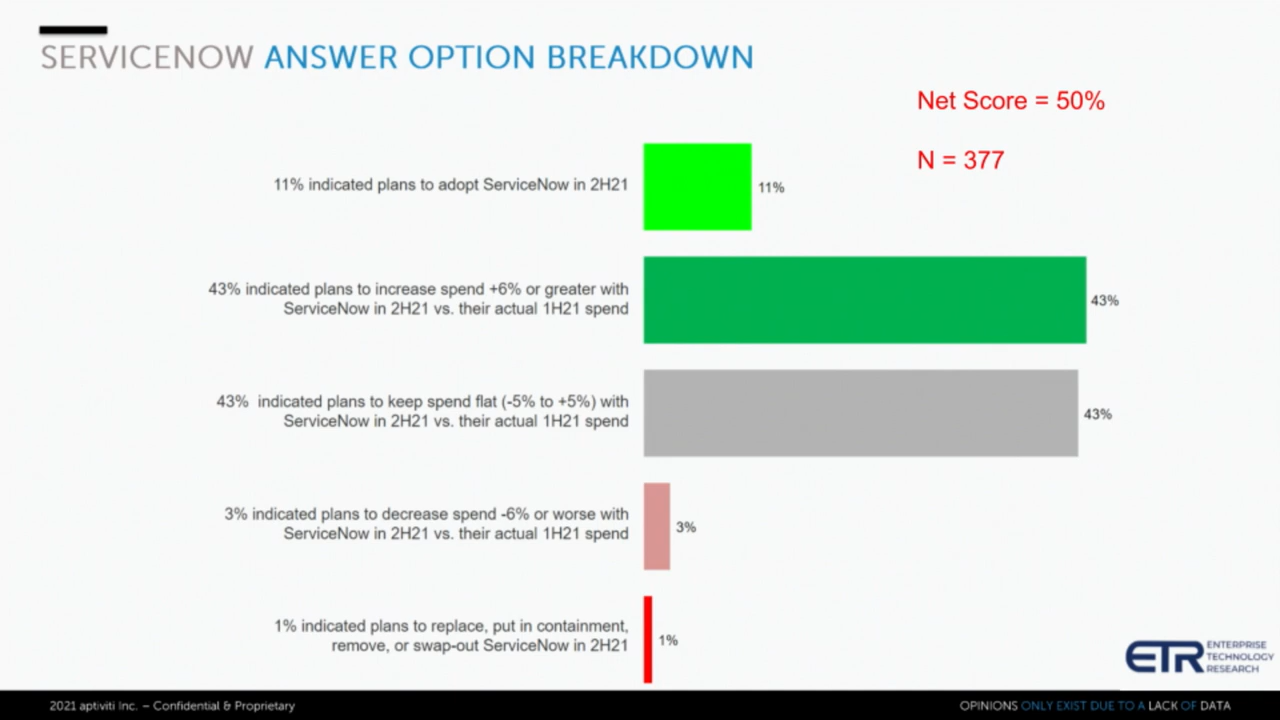 SERVICENOW ANSWER OPTION BREAKDOWN
Net Score = 50%
N = 377
11% indicated plans to adopt ServiceNow in 2H21
11%
43% indicated plans to increase spend +6% or greater with
ServiceNow in 2H21 vs. their actual 1H21 spend
43%
43% indicated plans to keep spend flat (-5% to +5%) with
ServiceNow in 2H21 vs. their actual 1H21 spend
43%
3% indicated plans to decrease spend -6% or worse with
ServiceNow in 2H21 vs. their actual 1H21 spend
3%
1% indicated plans to replace, put in containment,
remove, or swap-out ServiceNow in 2H21
1%
ETR
ENTERPRISE
TECHNOLOGY
RESEARCH
2021 aptiviti Inc. – Confidential & Proprietary
OPINIONS ONLY EXIST DUE TO A LACK OF DATA